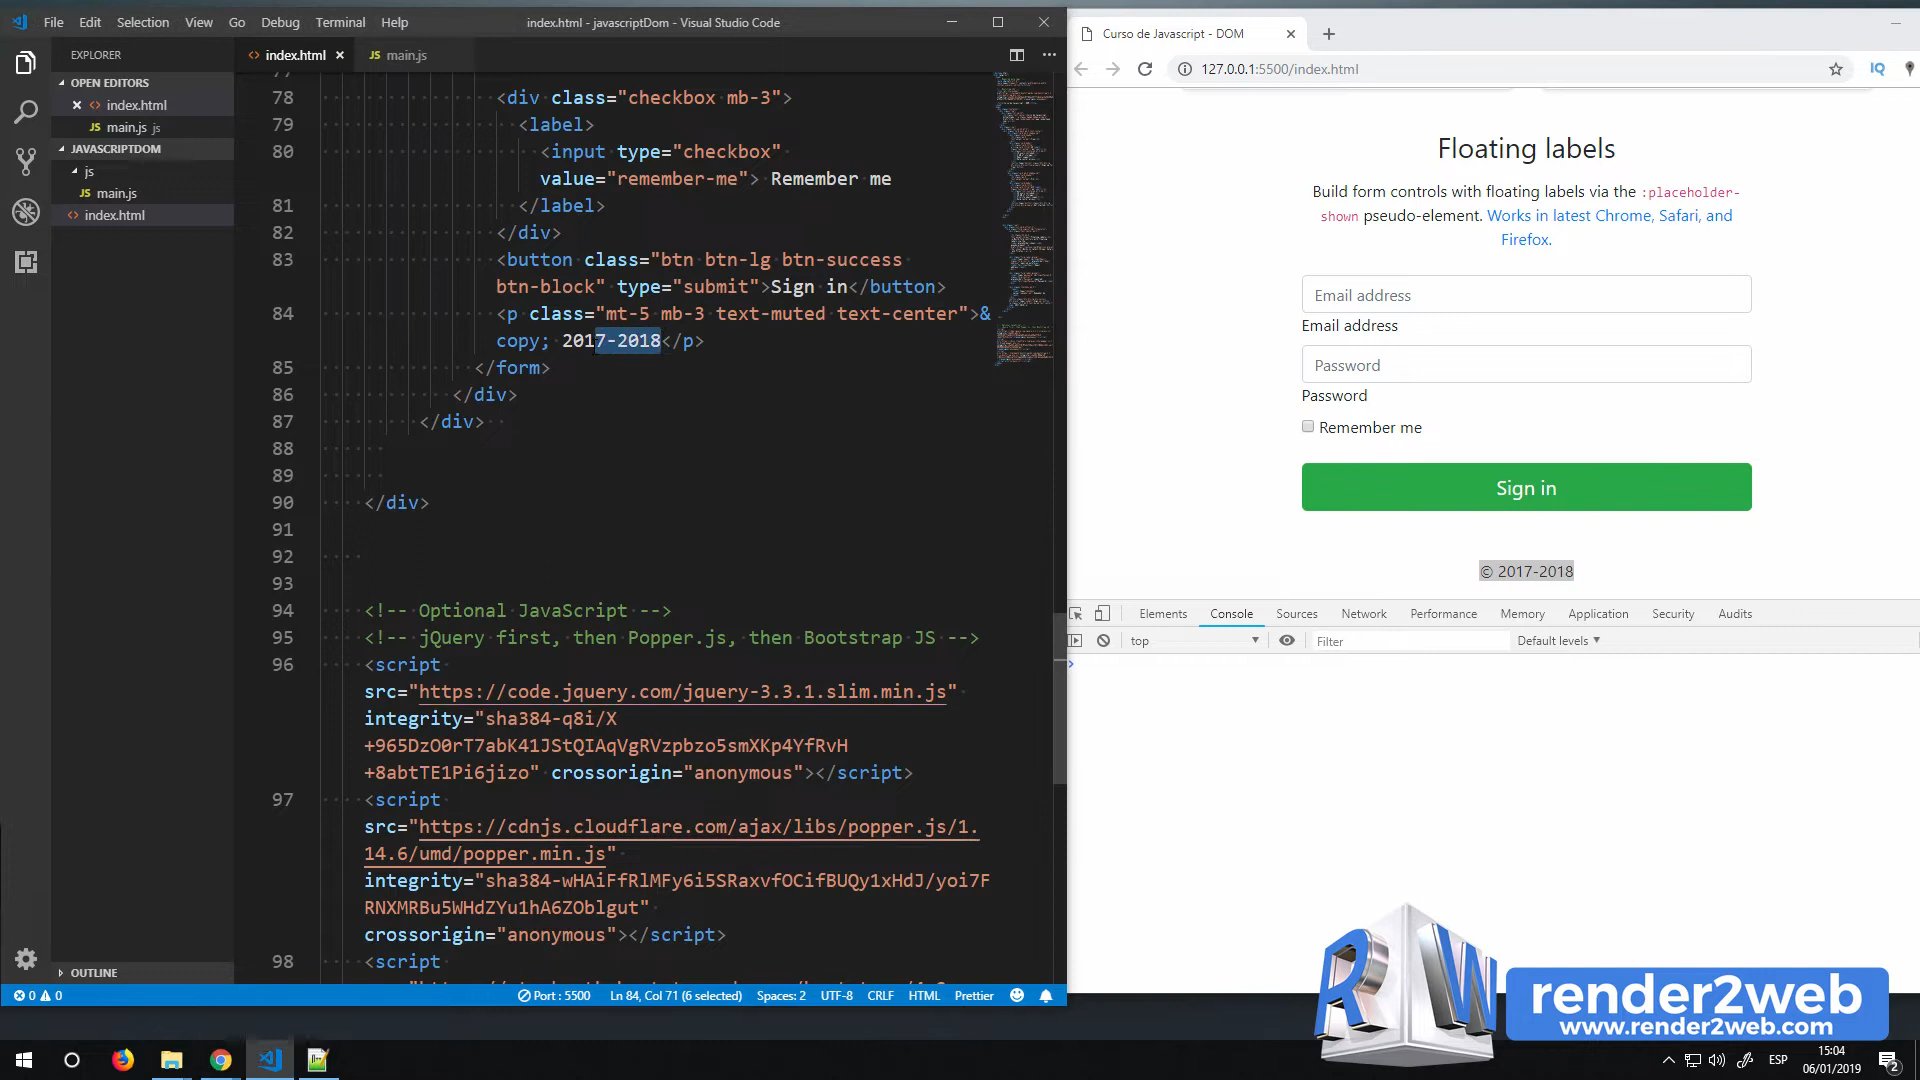 File Edit Selection View Go Debug Terminal Help
index.html - javascriptDom - Visual Studio Code
EXPLORER
OPEN EDITORS
index.html
main.js js
JAVASCRIPTDOM
js
main.js
index.html
OUTLINE
index.html
JS main.js
78 <div class="checkbox mb-3">
79 <label>
80 <input type="checkbox"
value="remember-me"> Remember me
81 </label>
82 </div>
83 <button class="btn btn-lg btn-success
btn-block" type="submit">Sign in</button>
84 <p class="mt-5 mb-3 text-muted text-center">&
copy; 2017-2018</p>
85 </form>
86 </div>
87 </div>
88
89
90 </div>
91
92
93
94 <!-- Optional JavaScript -->
95 <!-- jQuery first, then Popper.js, then Bootstrap JS -->
96 <script
src="https://code.jquery.com/jquery-3.3.1.slim.min.js"
integrity="sha384-q8i/X
+965DzO0rT7abK41JStQIAqVgRVzpbzo5smXKp4YfRvH
+8abtTE1Pi6jizo" crossorigin="anonymous"></script>
97 <script
src="https://cdnjs.cloudflare.com/ajax/libs/popper.js/1.
14.6/umd/popper.min.js"
integrity="sha384-wHAiFfRlMFy6i5SRaxvfOCifBUQy1xHdJ/yoi7F
RNXMRBu5WHdZYu1hA6ZOblgut"
crossorigin="anonymous"></script>
98 <script
0 0
Port : 5500
Ln 84, Col 71 (6 selected)
Spaces: 2
UTF-8
CRLF
HTML
Prettier
Curso de Javascript - DOM
127.0.0.1:5500/index.html
IQ
Floating labels
Build form controls with floating labels via the :placeholder-
shown pseudo-element. Works in latest Chrome, Safari, and
Firefox.
Email address
Email address
Password
Password
Remember me
Sign in
© 2017-2018
Elements Console Sources Network Performance Memory Application Security Audits
top
Filter
Default levels
R W
render2web
www.render2web.com
ESP
15:04
06/01/2019
2